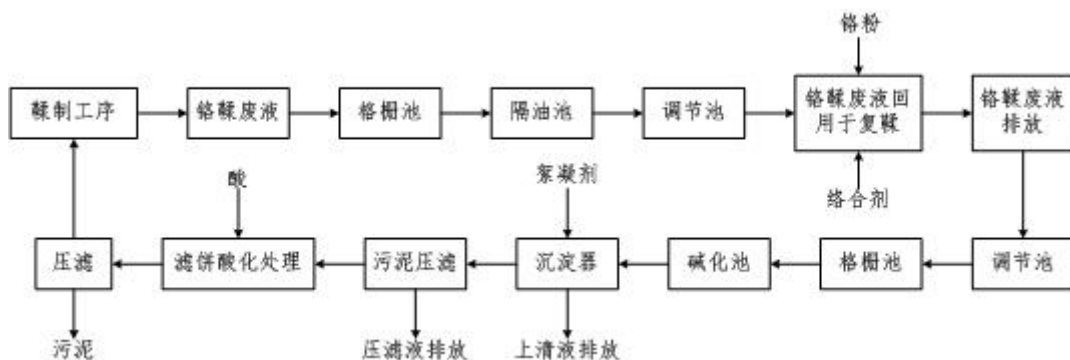 铬粉
鞣制工序
铬鞣废液
格栅池
隔油池
调节池
铬鞣废液回
用于复鞣
铬鞣废液
排放
酸
絮凝剂
络合剂
压滤
滤饼酸化处理
污泥压滤
沉淀器
碱化池
格栅池
调节池
污泥
压滤液排放
上清液排放